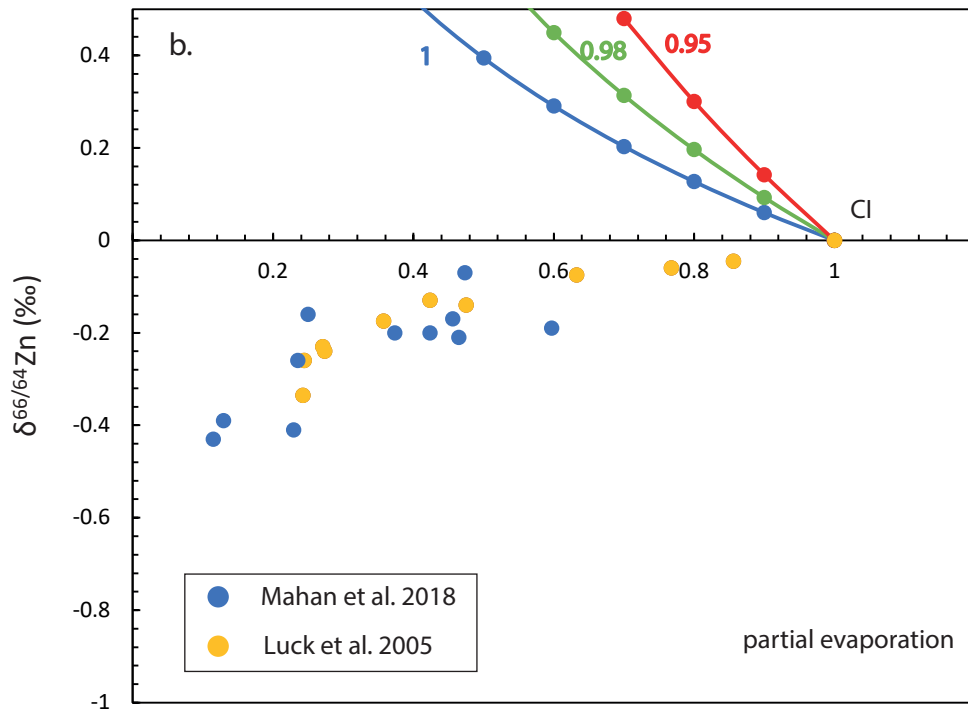 b.
1
0.98
0.95
CI
0.4
0.2
0
-0.2
-0.4
-0.6
-0.8
-1
0.2
0.4
0.6
0.8
1
δ⁶⁶/⁶⁴Zn (‰)
Mahan et al. 2018
Luck et al. 2005
partial evaporation